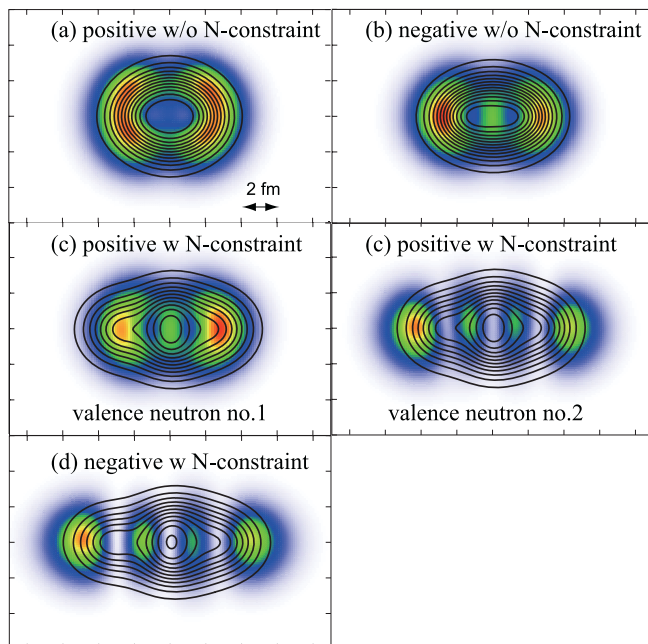 (a) positive w/o N-constraint
(b) negative w/o N-constraint
2 fm
(c) positive w N-constraint
(c) positive w N-constraint
valence neutron no.1
valence neutron no.2
(d) negative w N-constraint